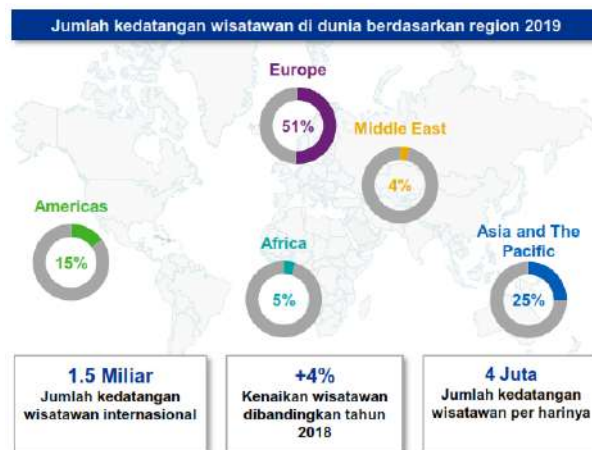 Jumlah kedatangan wisatawan di dunia berdasarkan region 2019
Europe
51%
Middle East
4%
Americas
15%
Africa
5%
Asia and The
Pacific
25%
1.5 Miliar
Jumlah kedatangan
wisatawan internasional
+4%
Kenaikan wisatawan
dibandingkan tahun
2018
4 Juta
Jumlah kedatangan
wisatawan per harinya